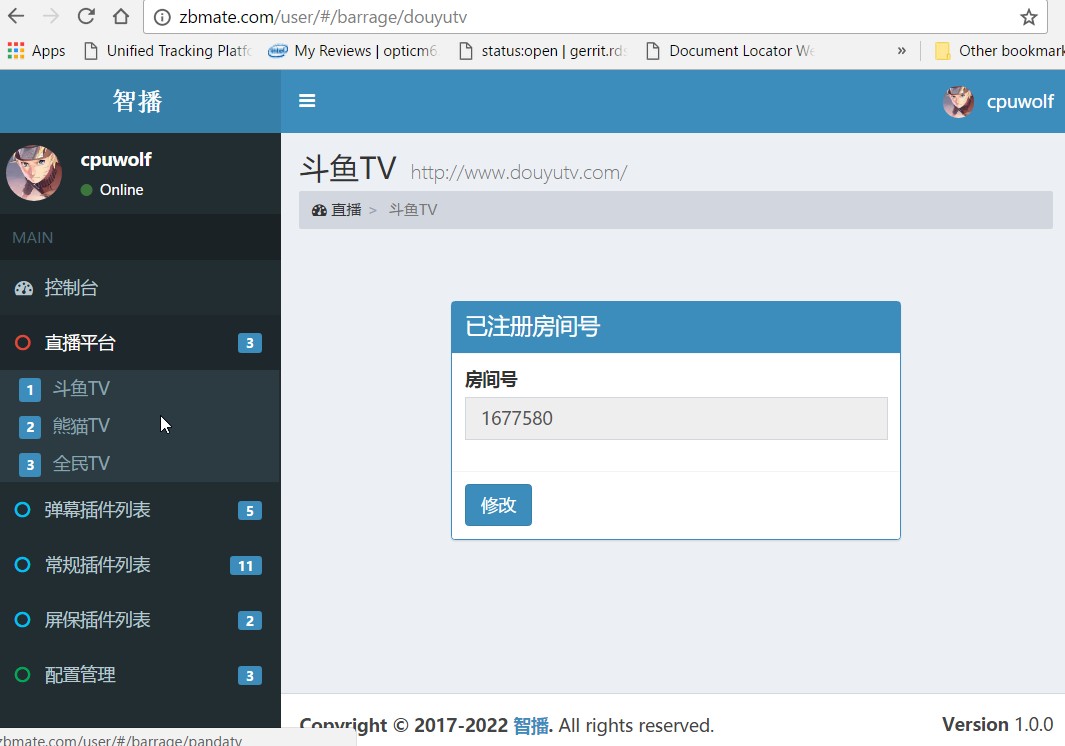 zbmate.com/user/#/barrage/douyutv
Apps Unified Tracking Platfo My Reviews | opticm6 status:open | gerrit.rds Document Locator We » Other bookmark
智播
cpuwolf
cpuwolf
Online
MAIN
控制台
直播平台 3
1 斗鱼TV
2 熊猫TV
3 全民TV
弹幕插件列表 5
常规插件列表 11
屏保插件列表 2
配置管理 3
zbmate.com/user/#/barrage/pandatv
斗鱼TV http://www.douyutv.com/
直播 > 斗鱼TV
已注册房间号
房间号
1677580
修改
Copyright © 2017-2022 智播. All rights reserved.
Version 1.0.0